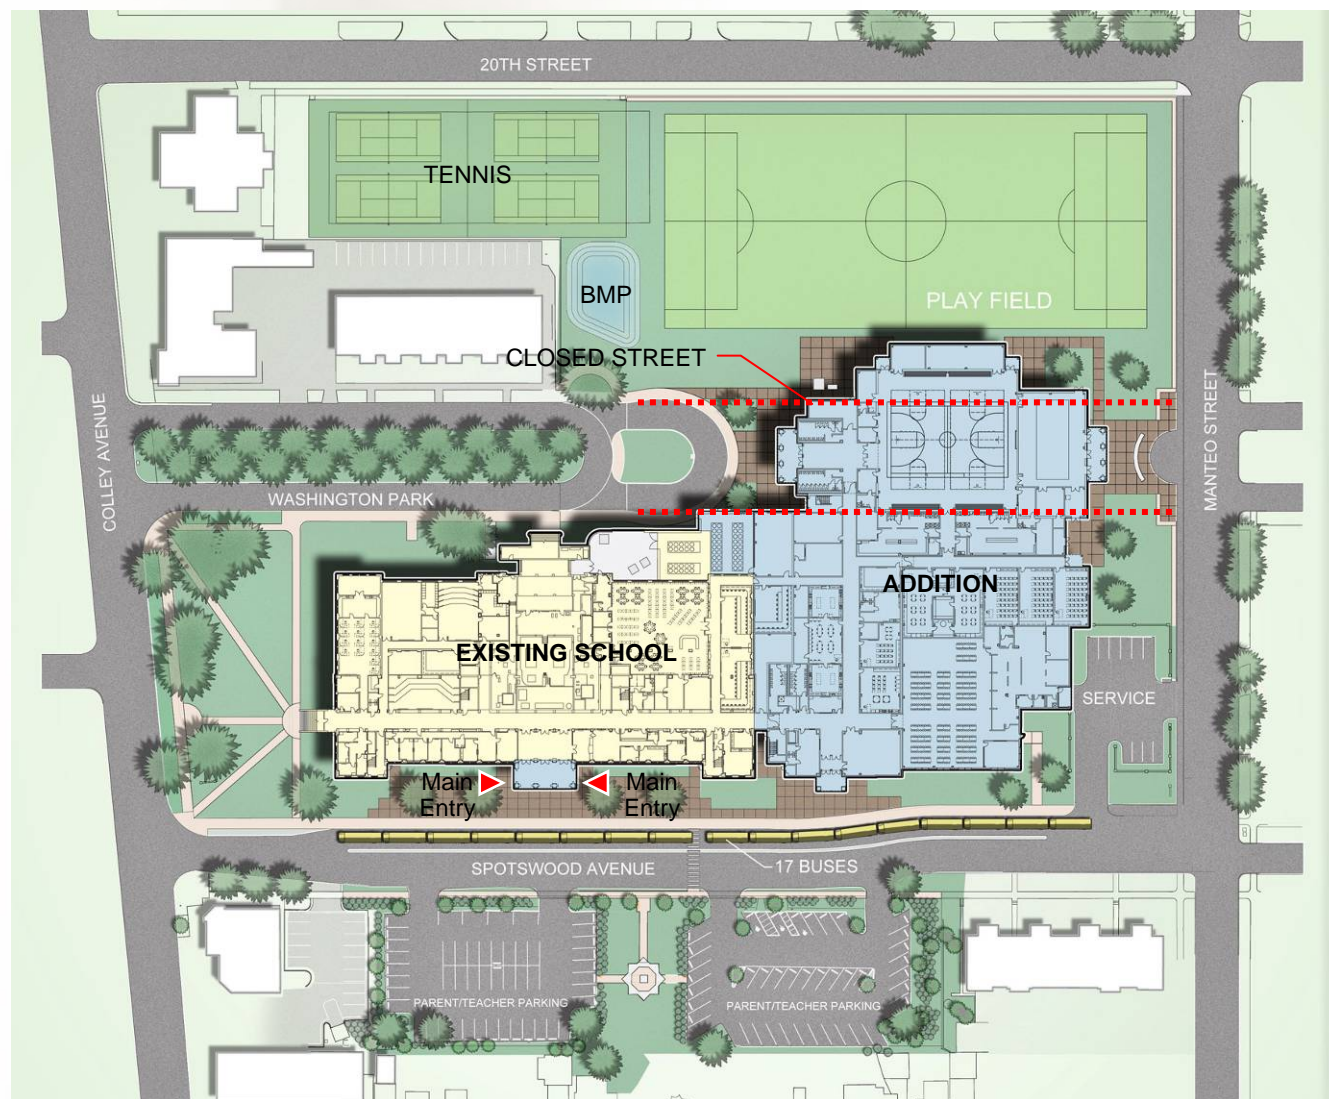 20TH STREET
TENNIS
BMP
PLAY FIELD
CLOSED STREET
COLLEY AVENUE
MANTEO STREET
WASHINGTON PARK
ADDITION
EXISTING SCHOOL
SERVICE
Main
Entry
Main
Entry
SPOTSWOOD AVENUE
17 BUSES
PARENT/TEACHER PARKING
PARENT/TEACHER PARKING